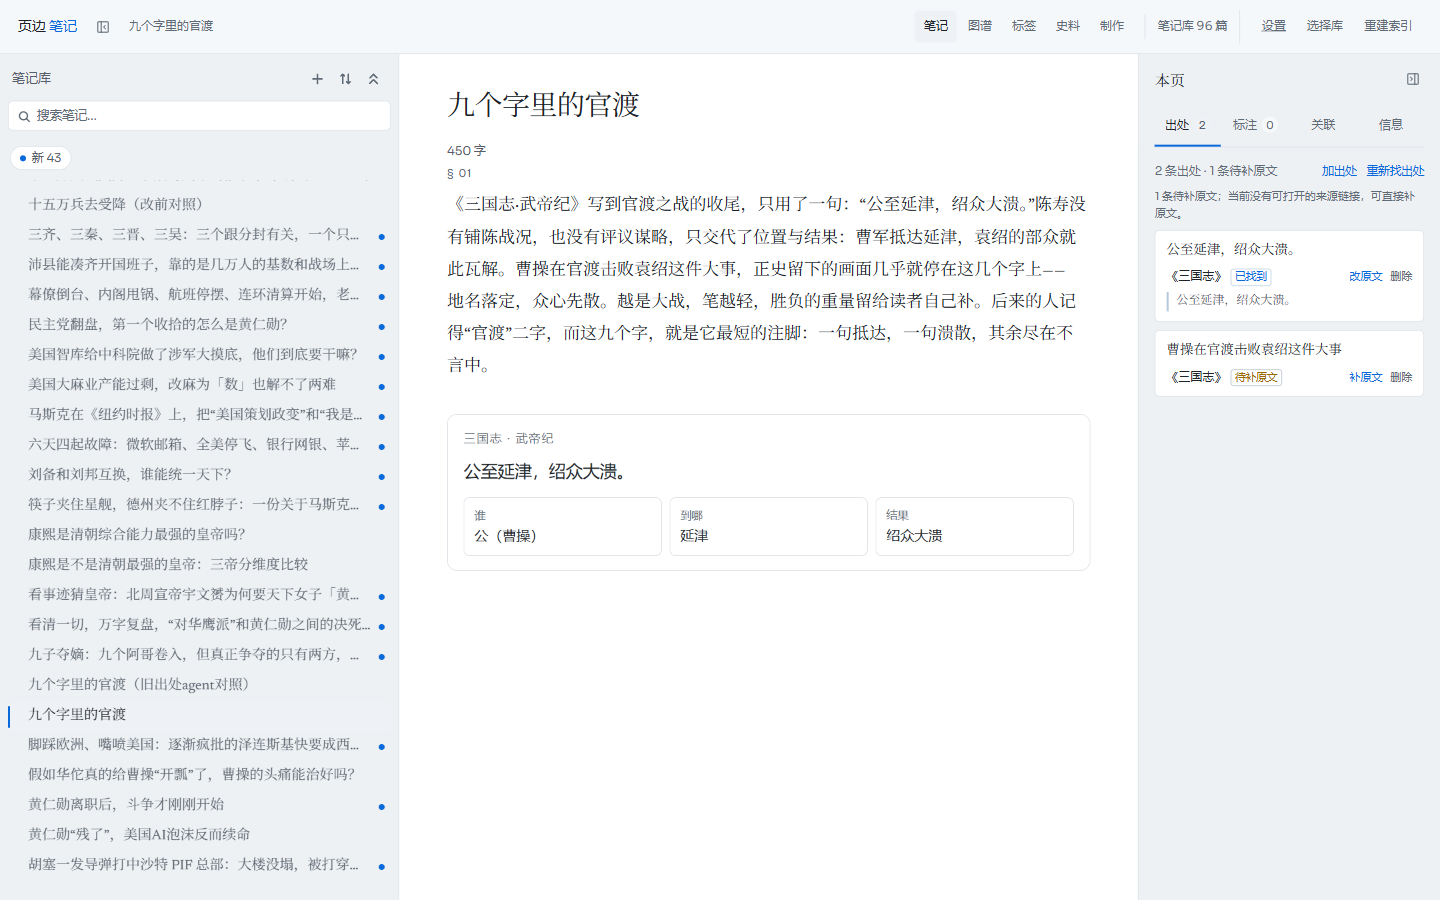 页边 笔记
九个字里的官渡
笔记 图谱 标签 史料 制作 笔记库 96 篇 设置 选择库 重建索引
笔记库
搜索笔记...
新 43
十五万兵去受降（改前对照）
三齐、三秦、三晋、三吴：三个跟分封有关，一个只...
沛县能凑齐开国班子，靠的是几万人的基数和战场上...
幕僚倒台、内阁甩锅、航班停摆、连环清算开始，老...
民主党翻盘，第一个收拾的怎么是黄仁勋？
美国智库给中科院做了涉军大摸底，他们到底要干嘛？
美国大麻业产能过剩，改麻为「数」也解不了两难
马斯克在《纽约时报》上，把“美国策划政变”和“我是...
六天四起故障：微软邮箱、全美停飞、银行网银、苹...
刘备和刘邦互换，谁能统一天下？
筷子夹住星舰，德州夹不住红脖子：一份关于马斯克...
康熙是清朝综合能力最强的皇帝吗？
康熙是不是清朝最强的皇帝：三帝分维度比较
看事迹猜皇帝：北周宣帝宇文赟为何要天下女子「黄...
看清一切，万字复盘，“对华鹰派”和黄仁勋之间的决死...
九子夺嫡：九个阿哥卷入，但真正争夺的只有两方，...
九个字里的官渡（旧出处agent对照）
九个字里的官渡
脚踩欧洲、嘴喷美国：逐渐疯批的泽连斯基快要成西...
假如华佗真的给曹操“开瓢”了，曹操的头痛能治好吗？
黄仁勋离职后，斗争才刚刚开始
黄仁勋“残了”，美国AI泡沫反而续命
胡塞一发导弹打中沙特 PIF 总部：大楼没塌，被打穿...
九个字里的官渡
450 字
§ 01
《三国志·武帝纪》写到官渡之战的收尾，只用了一句：“公至延津，绍众大溃。”陈寿没
有铺陈战况，也没有评议谋略，只交代了位置与结果：曹军抵达延津，袁绍的部众就
此瓦解。曹操在官渡击败袁绍这件大事，正史留下的画面几乎就停在这几个字上——
地名落定，众心先散。越是大战，笔越轻，胜负的重量留给读者自己补。后来的人记
得“官渡”二字，而这九个字，就是它最短的注脚：一句抵达，一句溃散，其余尽在不
言中。
三国志 · 武帝纪
公至延津，绍众大溃。
谁 到哪 结果
公（曹操） 延津 绍众大溃
本页
出处 2 标注 0 关联 信息
2 条出处 · 1 条待补原文 加出处 重新找出处
1 条待补原文；当前没有可打开的来源链接，可直接补
原文。
公至延津，绍众大溃。
《三国志》 已找到 改原文 删除
公至延津，绍众大溃。
曹操在官渡击败袁绍这件大事
《三国志》 待补原文 补原文 删除